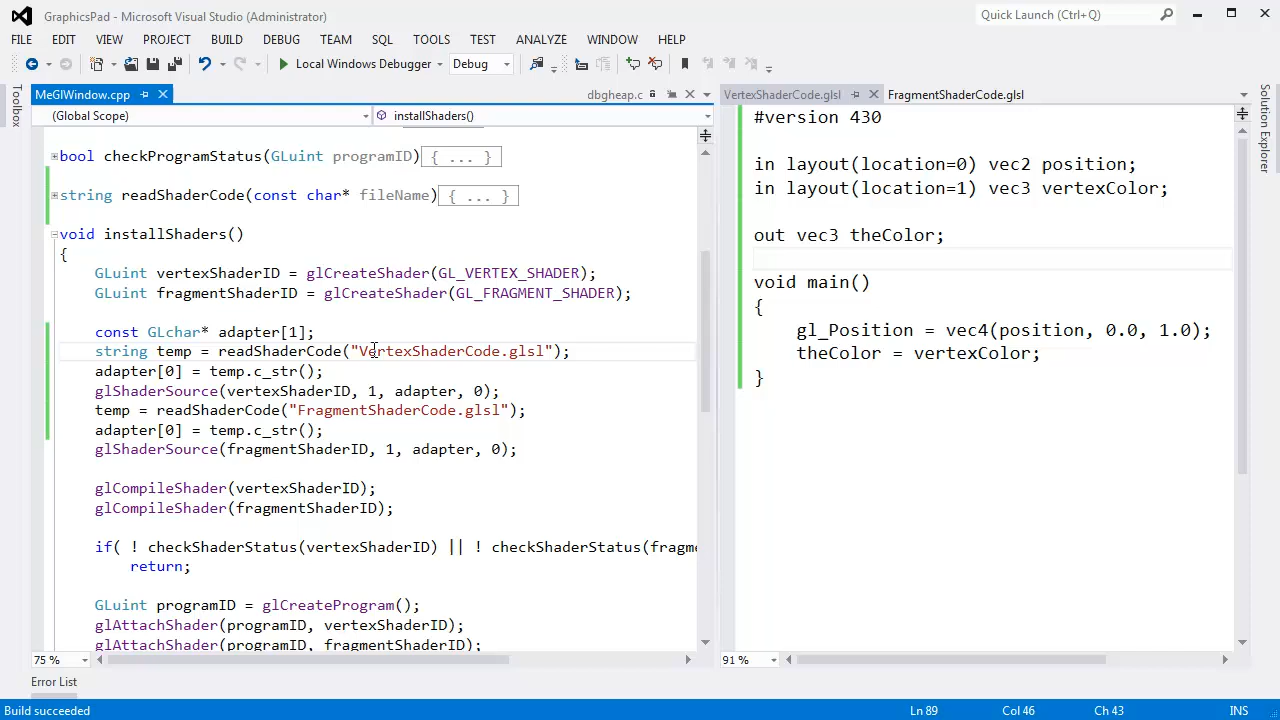 GraphicsPad - Microsoft Visual Studio (Administrator)
Quick Launch (Ctrl+Q)
FILE EDIT VIEW PROJECT BUILD DEBUG TEAM SQL TOOLS TEST ANALYZE WINDOW HELP
Local Windows Debugger Debug
Toolbox
MeGlWindow.cpp
dbgheap.c
(Global Scope)
installShaders()
bool checkProgramStatus(GLuint programID){ ... }
string readShaderCode(const char* fileName){ ... }
void installShaders()
{
GLuint vertexShaderID = glCreateShader(GL_VERTEX_SHADER);
GLuint fragmentShaderID = glCreateShader(GL_FRAGMENT_SHADER);
const GLchar* adapter[1];
string temp = readShaderCode("VertexShaderCode.glsl");
adapter[0] = temp.c_str();
glShaderSource(vertexShaderID, 1, adapter, 0);
temp = readShaderCode("FragmentShaderCode.glsl");
adapter[0] = temp.c_str();
glShaderSource(fragmentShaderID, 1, adapter, 0);
glCompileShader(vertexShaderID);
glCompileShader(fragmentShaderID);
if( ! checkShaderStatus(vertexShaderID) || ! checkShaderStatus(fragme
return;
GLuint programID = glCreateProgram();
glAttachShader(programID, vertexShaderID);
glAttachShader(programID, fragmentShaderID);
75 %
VertexShaderCode.glsl
FragmentShaderCode.glsl
#version 430
in layout(location=0) vec2 position;
in layout(location=1) vec3 vertexColor;
out vec3 theColor;
void main()
{
gl_Position = vec4(position, 0.0, 1.0);
theColor = vertexColor;
}
91 %
Solution Explorer
Error List
Build succeeded
Ln 89
Col 46
Ch 43
INS